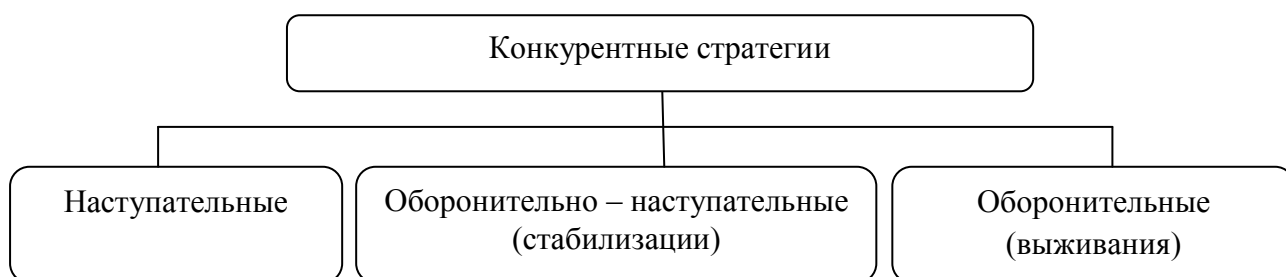 Конкурентные стратегии
Наступательные
Оборонительно – наступательные
(стабилизации)
Оборонительные
(выживания)